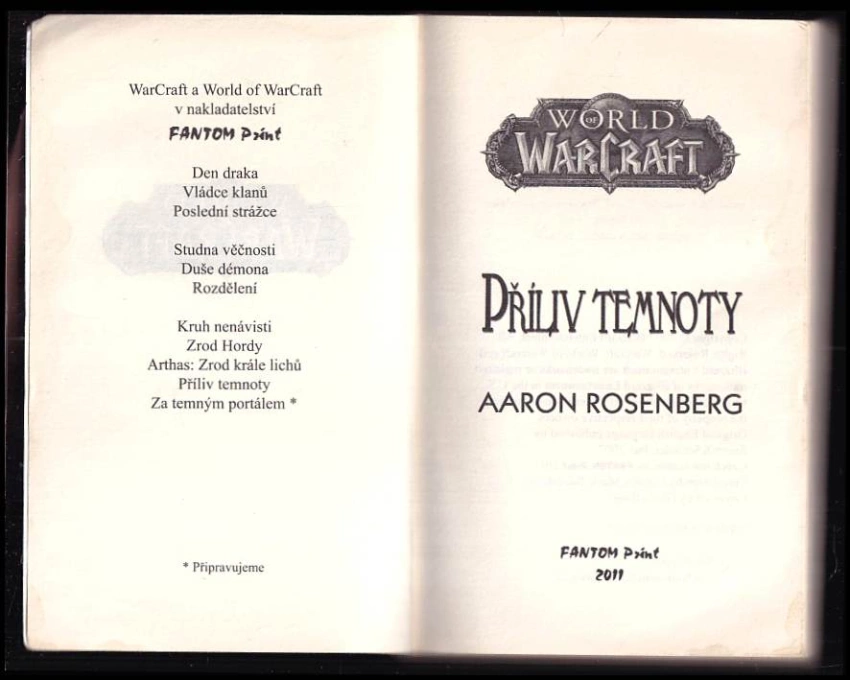 WarCraft a World of WarCraft
v nakladatelství
FANTOM Print
Den draka
Vládce klanů
Poslední strážce
Studna věčnosti
Duše démona
Rozdělení
Kruh nenávisti
Zrod Hordy
Arthas: Zrod krále lichů
Příliv temnoty
Za temným portálem *
* Připravujeme
WORLD
OF
WARCRAFT
PŘÍLIV TEMNOTY
AARON ROSENBERG
FANTOM Print
2011